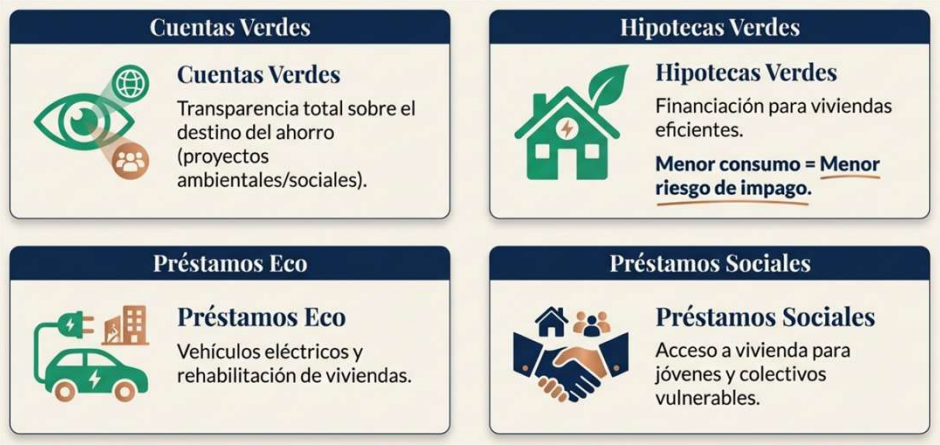 Cuentas Verdes
Cuentas Verdes
Transparencia total sobre el
destino del ahorro
(proyectos
ambientales/sociales).
Hipotecas Verdes
Hipotecas Verdes
Financiación para viviendas
eficientes.
Menor consumo = Menor
riesgo de impago.
Préstamos Eco
Préstamos Eco
Vehículos eléctricos y
rehabilitación de viviendas.
Préstamos Sociales
Préstamos Sociales
Acceso a vivienda para
jóvenes y colectivos
vulnerables.